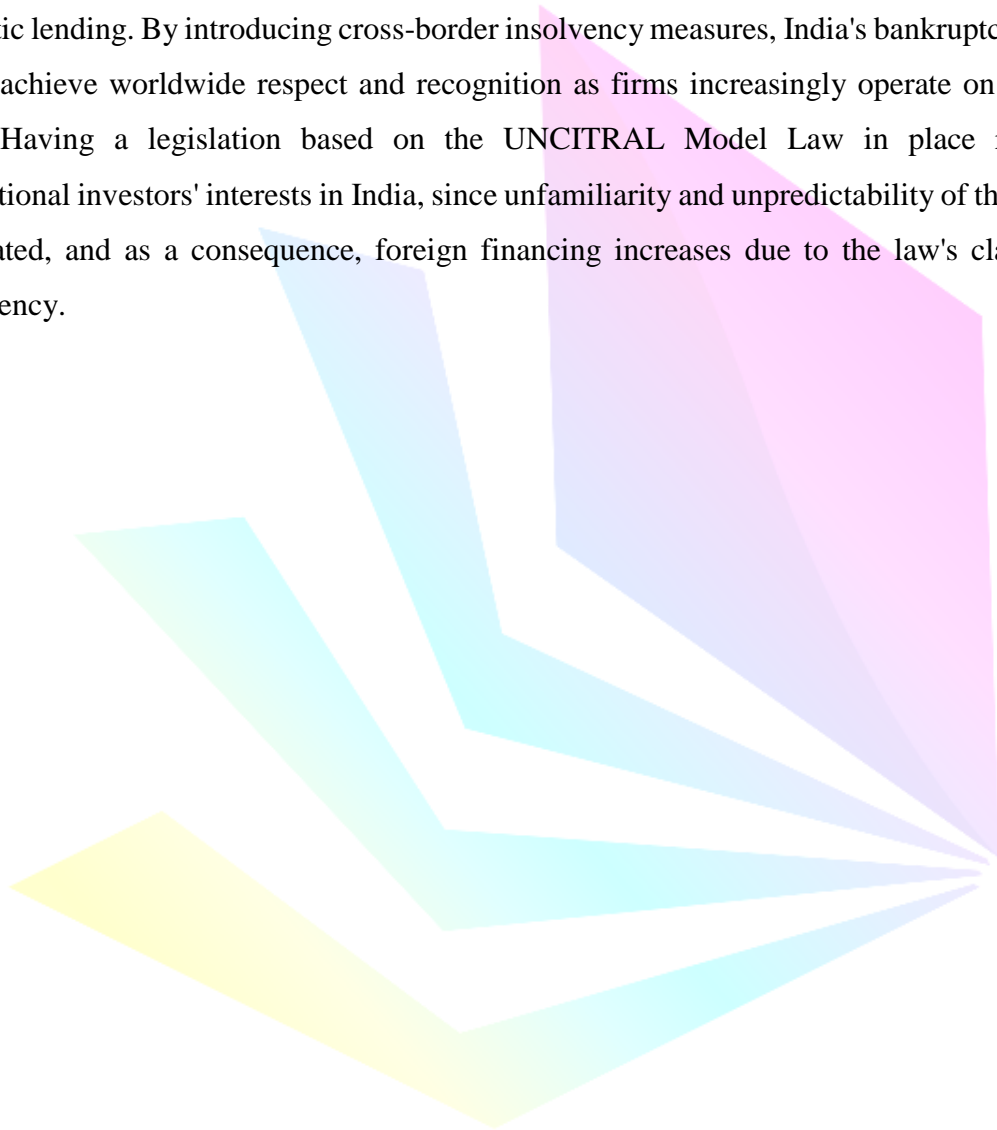 tic lending. By introducing cross-border insolvency measures, India's bankruptc
achieve worldwide respect and recognition as firms increasingly operate on
Having a legislation based on the UNCITRAL Model Law in place
tional investors' interests in India, since unfamiliarity and unpredictability of th
ated, and as a consequence, foreign financing increases due to the law's cla
ency.